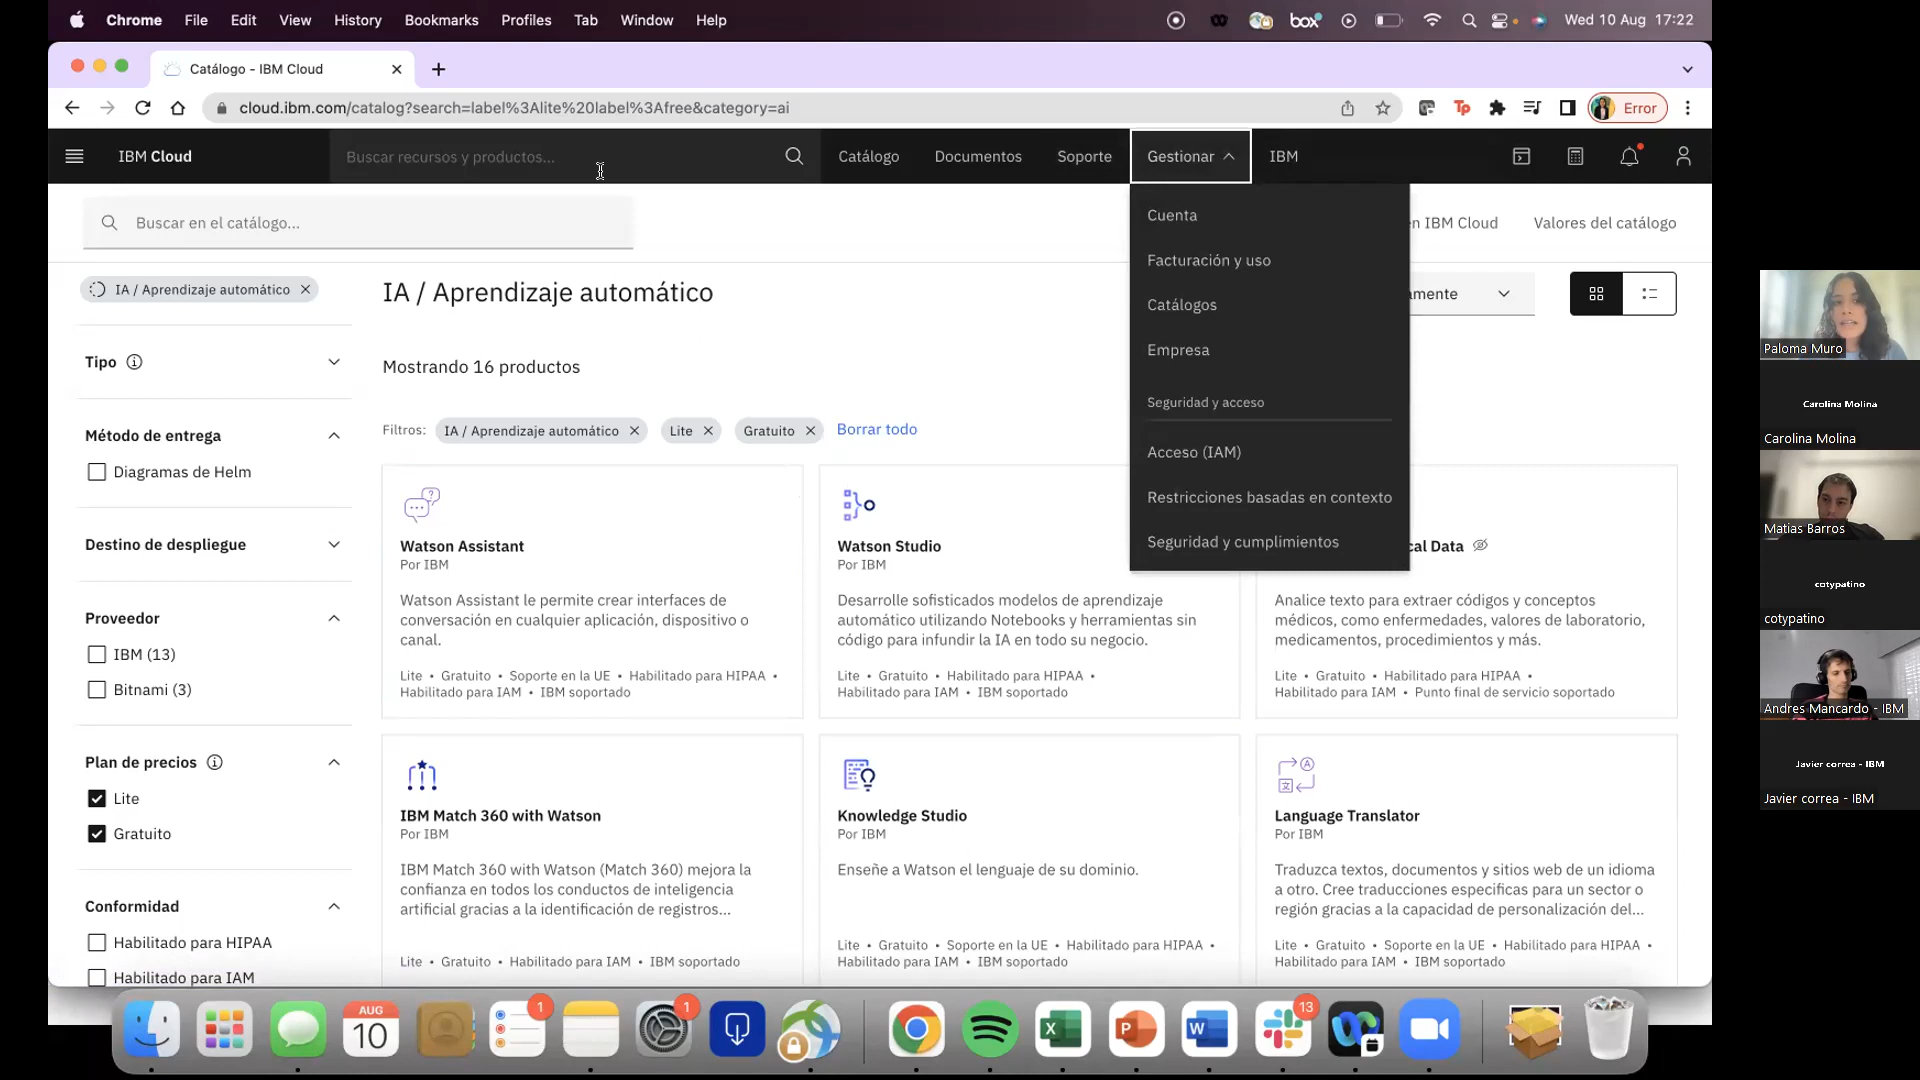 Chrome File Edit View History Bookmarks Profiles Tab Window Help
box
Wed 10 Aug 17:22
Catálogo - IBM Cloud
cloud.ibm.com/catalog?search=label%3Alite%20label%3Afree&category=ai
Tp
Error
IBM Cloud
Buscar recursos y productos...
Catálogo Documentos Soporte Gestionar IBM
Buscar en el catálogo...
Cuenta
Facturación y uso
Catálogos
Empresa
Seguridad y acceso
Acceso (IAM)
Restricciones basadas en contexto
Seguridad y cumplimientos
n IBM Cloud Valores del catálogo
amente
IA / Aprendizaje automático
Tipo
Método de entrega
Diagramas de Helm
Destino de despliegue
Proveedor
IBM (13)
Bitnami (3)
Plan de precios
Lite
Gratuito
Conformidad
Habilitado para HIPAA
Habilitado para IAM
IA / Aprendizaje automático
Mostrando 16 productos
Filtros: IA / Aprendizaje automático Lite Gratuito Borrar todo
Watson Assistant
Por IBM
Watson Assistant le permite crear interfaces de
conversación en cualquier aplicación, dispositivo o
canal.
Lite • Gratuito • Soporte en la UE • Habilitado para HIPAA •
Habilitado para IAM • IBM soportado
Watson Studio
Por IBM
Desarrolle sofisticados modelos de aprendizaje
automático utilizando Notebooks y herramientas sin
código para infundir la IA en todo su negocio.
Lite • Gratuito • Habilitado para HIPAA •
Habilitado para IAM • IBM soportado
cal Data
Analice texto para extraer códigos y conceptos
médicos, como enfermedades, valores de laboratorio,
medicamentos, procedimientos y más.
Lite • Gratuito • Habilitado para HIPAA •
Habilitado para IAM • Punto final de servicio soportado
IBM Match 360 with Watson
Por IBM
IBM Match 360 with Watson (Match 360) mejora la
confianza en todos los conductos de inteligencia
artificial gracias a la identificación de registros...
Lite • Gratuito • Habilitado para IAM • IBM soportado
Knowledge Studio
Por IBM
Enseñe a Watson el lenguaje de su dominio.
Lite • Gratuito • Soporte en la UE • Habilitado para HIPAA •
Habilitado para IAM • IBM soportado
Language Translator
Por IBM
Traduzca textos, documentos y sitios web de un idioma
a otro. Cree traducciones especificas para un sector o
región gracias a la capacidad de personalización del...
Lite • Gratuito • Soporte en la UE • Habilitado para HIPAA •
Habilitado para IAM • IBM soportado
Paloma Muro
Carolina Molina
Carolina Molina
Matias Barros
cotypatino
cotypatino
Andres Mancardo - IBM
Javier correa - IBM
Javier correa - IBM
AUG
10
1
1
13
X
P
W